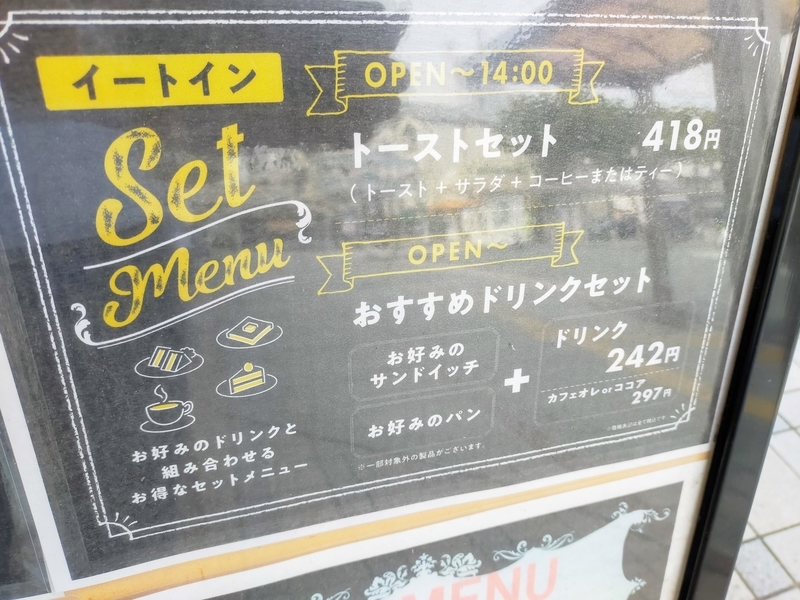 イートイン
Set
Menu
お好みのドリンクと
組み合わせる
お得なセットメニュー
OPEN～14:00
トーストセット 418円
（トースト＋サラダ＋コーヒーまたはティー）
OPEN～
おすすめドリンクセット
お好みの
サンドイッチ
お好みのパン
+
ドリンク
242円
カフェオレorココア
297円
※一部対象外の製品がございます。
MENU